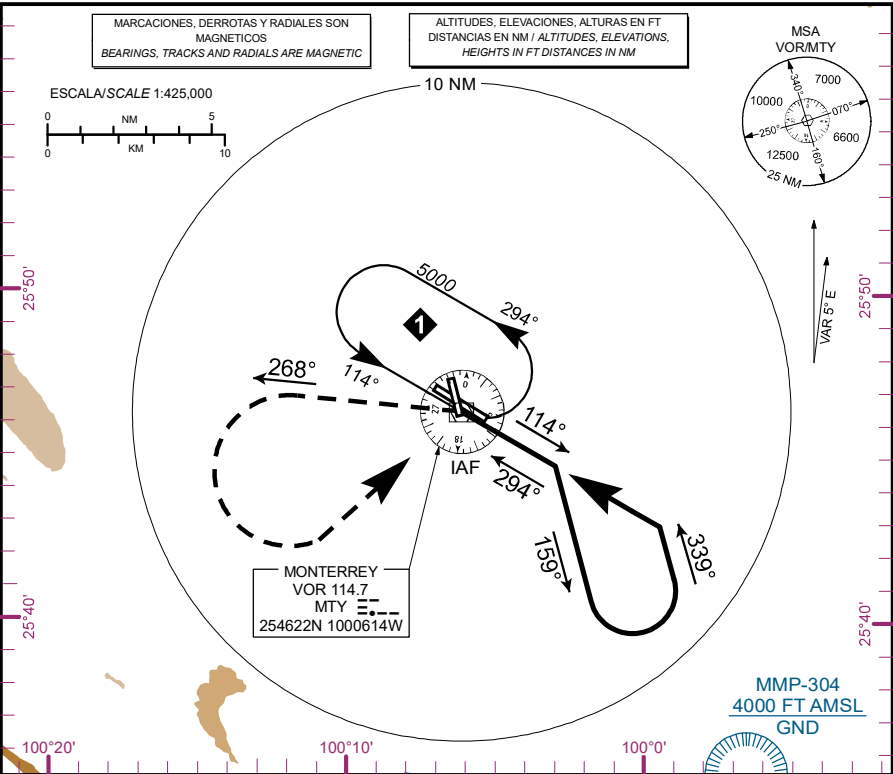 MARCACIONES, DERROTAS Y RADIALES SON
MAGNETICOS
BEARINGS, TRACKS AND RADIALS ARE MAGNETIC
ALTITUDES, ELEVACIONES, ALTURAS EN FT
DISTANCIAS EN NM / ALTITUDES, ELEVATIONS,
HEIGHTS IN FT DISTANCES IN NM
MSA
VOR/MTY
340°
7000
10000
070°
250°
6600
12500
160°
25 NM
ESCALA/SCALE 1:425,000
0 NM 5
0 KM 10
10 NM
VAR 5° E
25°50'
25°50'
5000
294°
1
114°
268°
0
27
18
IAF
114°
294°
159°
339°
MONTERREY
VOR 114.7
MTY
254622N 1000614W
25°40'
25°40'
MMP-304
4000 FT AMSL
GND
100°20'
100°10'
100°0'